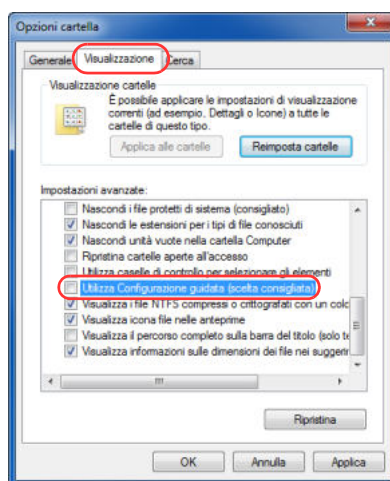 Opzioni cartella
Generale Visualizzazione Cerca
Visualizzazione cartelle
È possibile applicare le impostazioni di visualizzazione
correnti (ad esempio, Dettagli o Icone) a tutte le
cartelle di questo tipo.
Applica alle cartelle Reimposta cartelle
Impostazioni avanzate:
Nascondi i file protetti di sistema (consigliato)
Nascondi le estensioni per i tipi di file conosciuti
Nascondi unità vuote nella cartella Computer
Ripristina cartelle aperte all'accesso
Utilizza caselle di controllo per selezionare gli elementi
Utilizza Configurazione guidata (scelta consigliata)
Visualizza i file NTFS compressi o crittografati con un colo
Visualizza icona file nelle anteprime
Visualizza il percorso completo sulla barra del titolo (solo te
Visualizza informazioni sulle dimensioni dei file nei suggerir
Ripristina
OK Annulla Applica